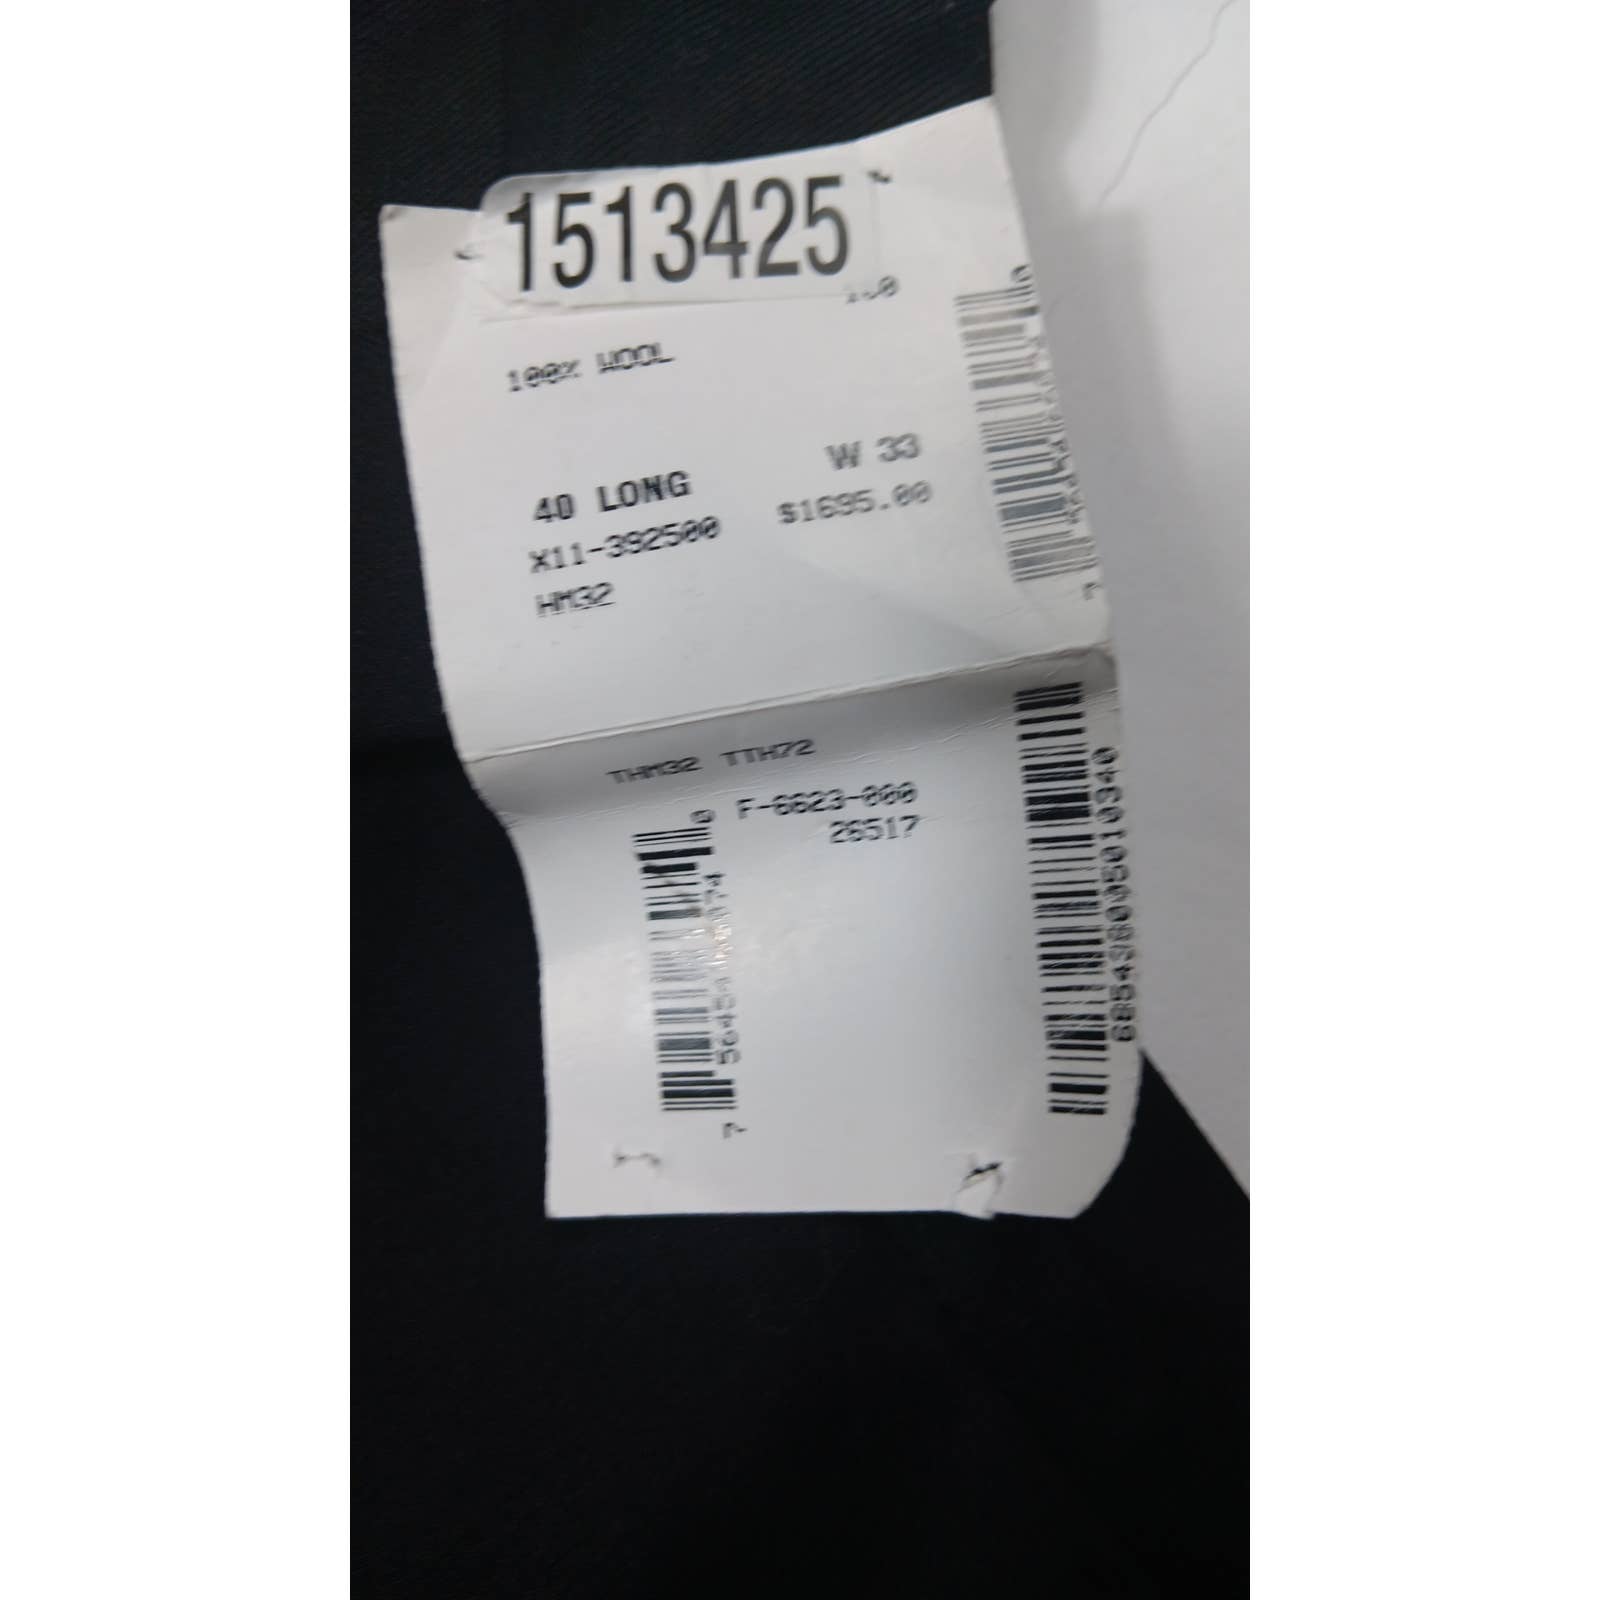 1513425
100% WOOL
W 33
40 LONG
$1695.00
X11-392500
HM32
THM32 TTH72
F-6623-000
26517